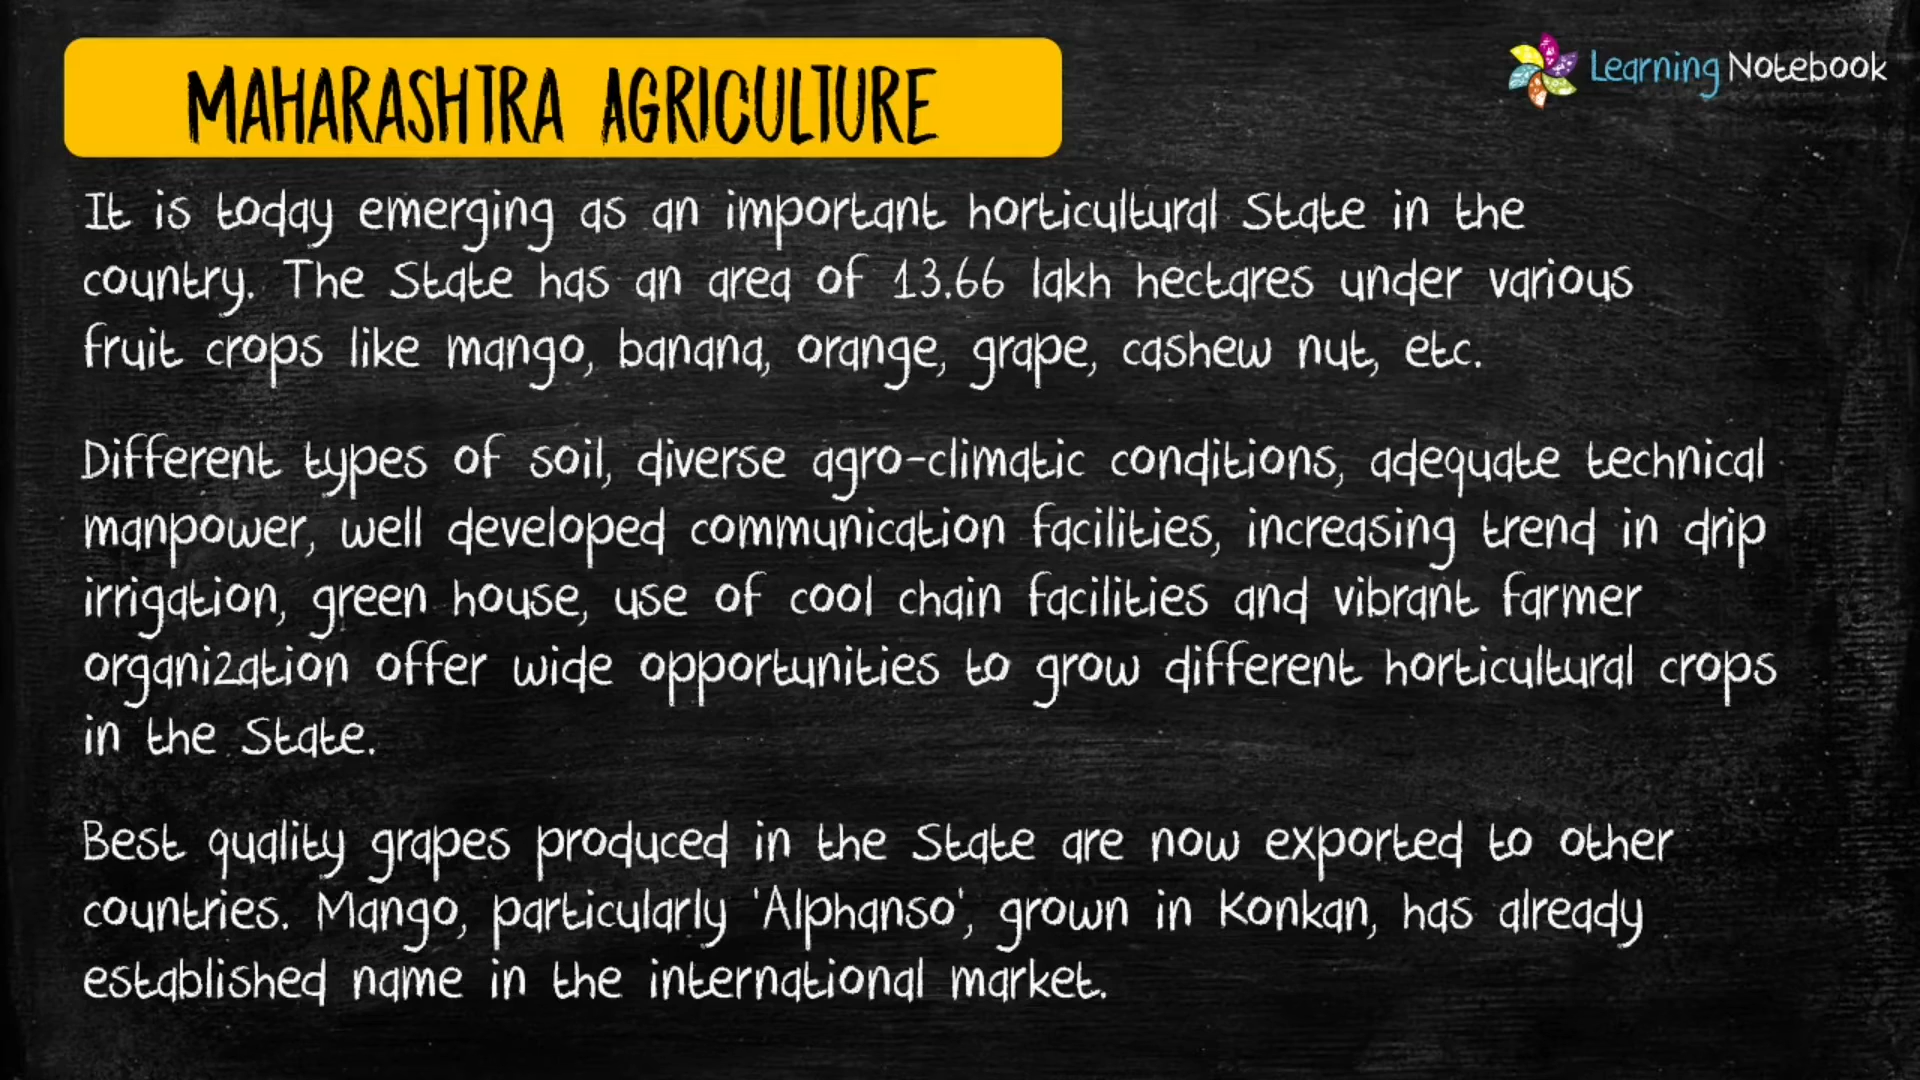 MAHARASHTRA AGRICULTURE
Learning Notebook
It is today emerging as an important horticultural State in the
country. The State has an area of 13.66 lakh hectares under various
fruit crops like mango, banana, orange, grape, cashew nut, etc.
Different types of soil, diverse agro-climatic conditions, adequate technical
manpower, well developed communication facilities, increasing trend in drip
irrigation, green house, use of cool chain facilities and vibrant farmer
organization offer wide opportunities to grow different horticultural crops
in the State.
Best quality grapes produced in the State are now exported to other
countries. Mango, particularly 'Alphanso', grown in Konkan, has already
established name in the international market.